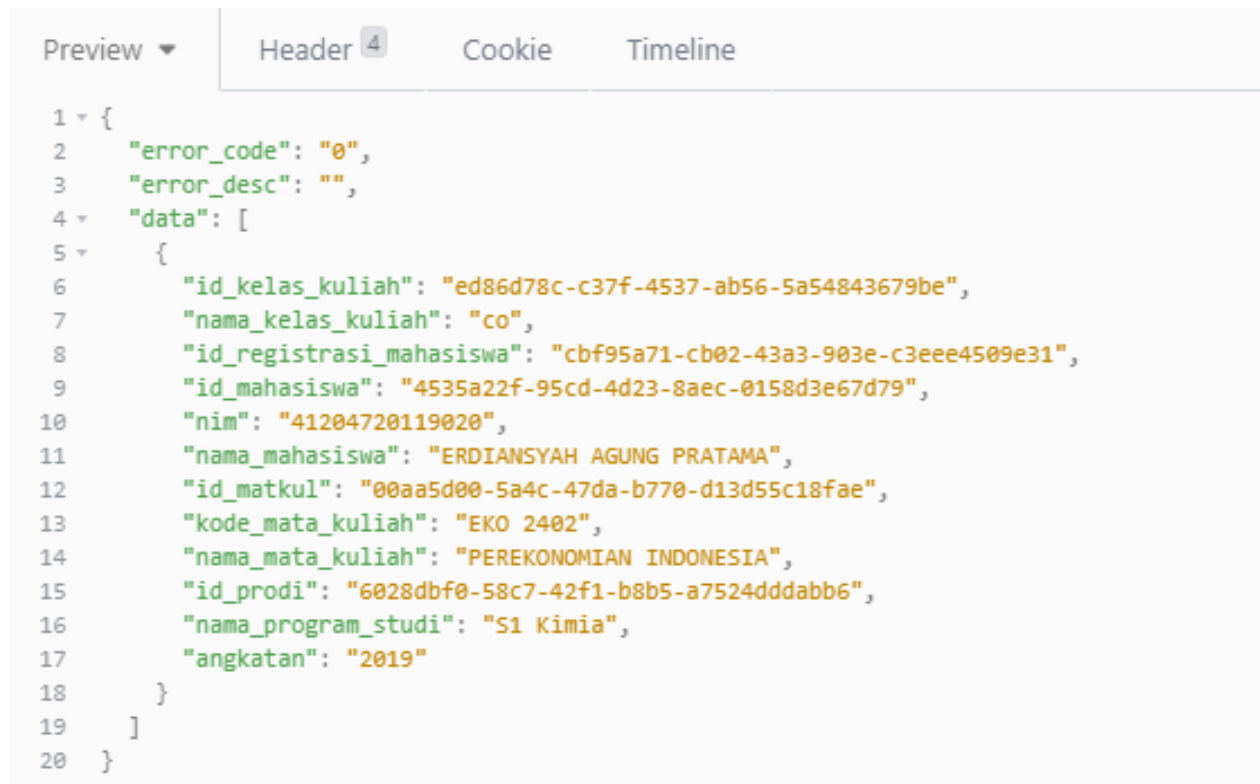 Preview Header 4 Cookie Timeline
1 {
2 "error_code": "0",
3 "error_desc": "",
4 "data": [
5 {
6 "id_kelas_kuliah": "ed86d78c-c37f-4537-ab56-5a54843679be",
7 "nama_kelas_kuliah": "co",
8 "id_registrasi_mahasiswa": "cbf95a71-cb02-43a3-903e-c3eee4509e31",
9 "id_mahasiswa": "4535a22f-95cd-4d23-8aec-0158d3e67d79",
10 "nim": "41204720119020",
11 "nama_mahasiswa": "ERDIANSYAH AGUNG PRATAMA",
12 "id_matkul": "00aa5d00-5a4c-47da-b770-d13d55c18fae",
13 "kode_mata_kuliah": "EKO 2402",
14 "nama_mata_kuliah": "PEREKONOMIAN INDONESIA",
15 "id_prodi": "6028dbf0-58c7-42f1-b8b5-a7524dddabb6",
16 "nama_program_studi": "S1 Kimia",
17 "angkatan": "2019"
18 }
19 ]
20 }